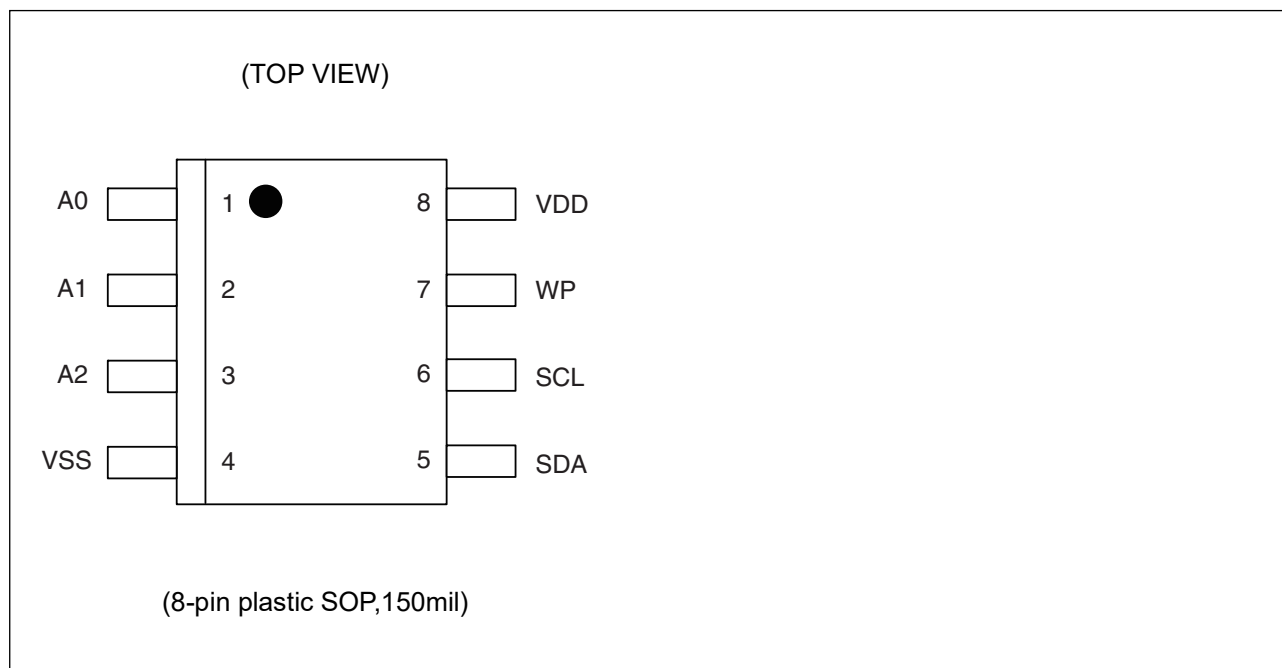 (TOP VIEW)
A0 1 8 VDD
A1 2 7 WP
A2 3 6 SCL
VSS 4 5 SDA
(8-pin plastic SOP,150mil)